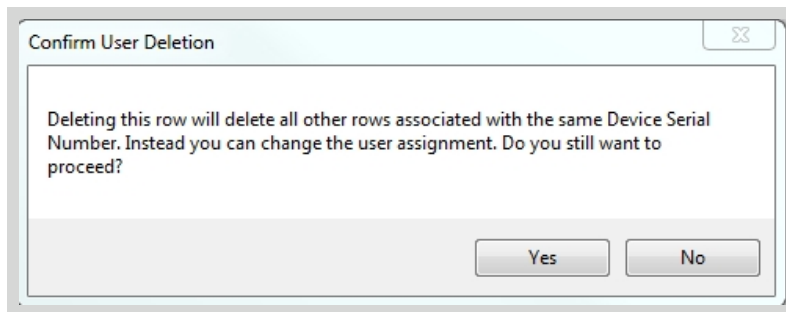 Confirm User Deletion
Deleting this row will delete all other rows associated with the same Device Serial
Number. Instead you can change the user assignment. Do you still want to
proceed?
Yes No